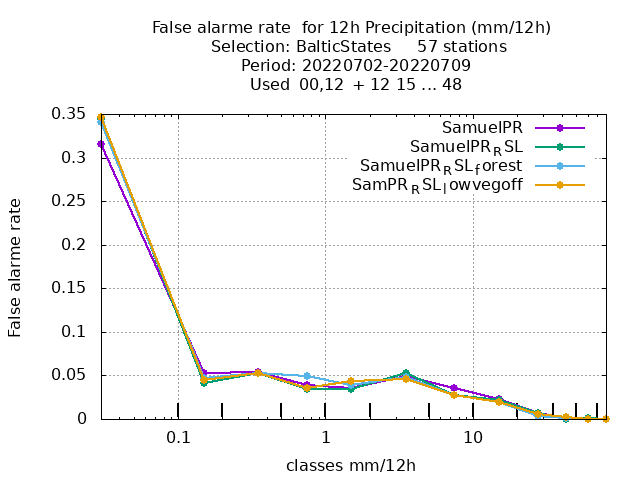 False alarme rate  for 12h Precipitation (mm/12h)
Selection: BalticStates     57 stations
Period: 20220702-20220709
Used  00,12  + 12 15 ... 48
SamuelPR
SamuelPR_RSL
SamuelPR_RSL_forest
SamPR_RSL_lowvegoff
0.35
0.3
0.25
0.2
0.15
0.1
0.05
0
False alarme rate
0.1 1 10
classes mm/12h